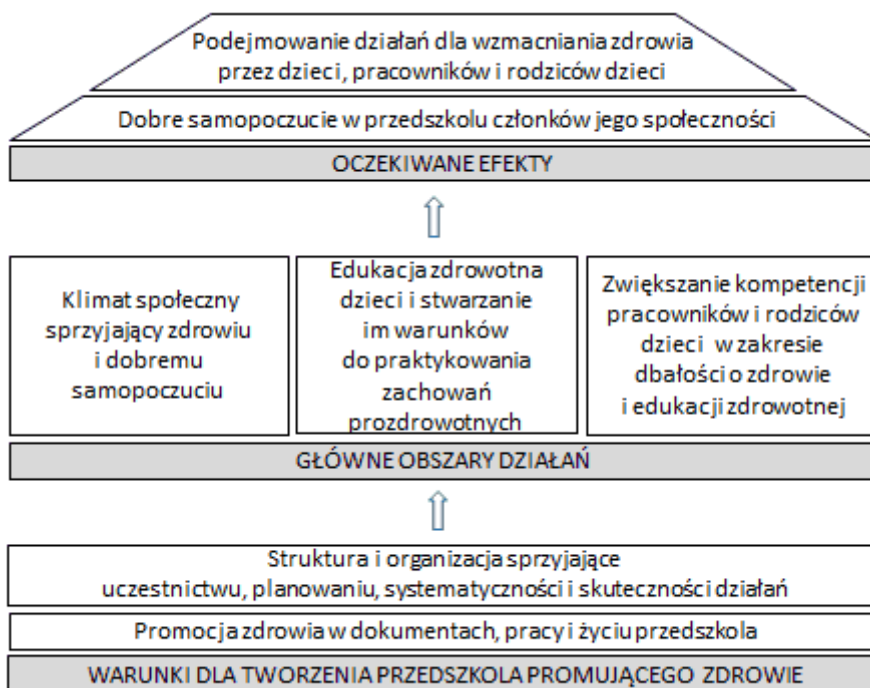 Podejmowanie działań dla wzmacniania zdrowia
przez dzieci, pracowników i rodziców dzieci
Dobre samopoczucie w przedszkolu członków jego społeczności
OCZEKIWANE EFEKTY
Klimat społeczny
sprzyjający zdrowiu
i dobremu
samopoczuciu
Edukacja zdrowotna
dzieci i stwarzanie
im warunków
do praktykowania
zachowań
prozdrowotnych
Zwiększanie kompetencji
pracowników i rodziców
dzieci w zakresie
dbałości o zdrowie
i edukacji zdrowotnej
GŁÓWNE OBSZARY DZIAŁAŃ
Struktura i organizacja sprzyjające
uczestnictwu, planowaniu, systematyczności i skuteczności działań
Promocja zdrowia w dokumentach, pracy i życiu przedszkola
WARUNKI DLA TWORZENIA PRZEDSZKOLA PROMUJĄCEGO ZDROWIE